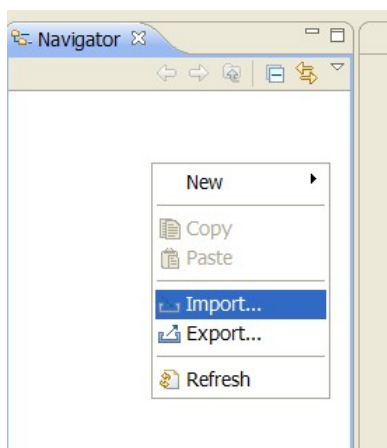 Navigator
New
Copy
Paste
Import...
Export...
Refresh